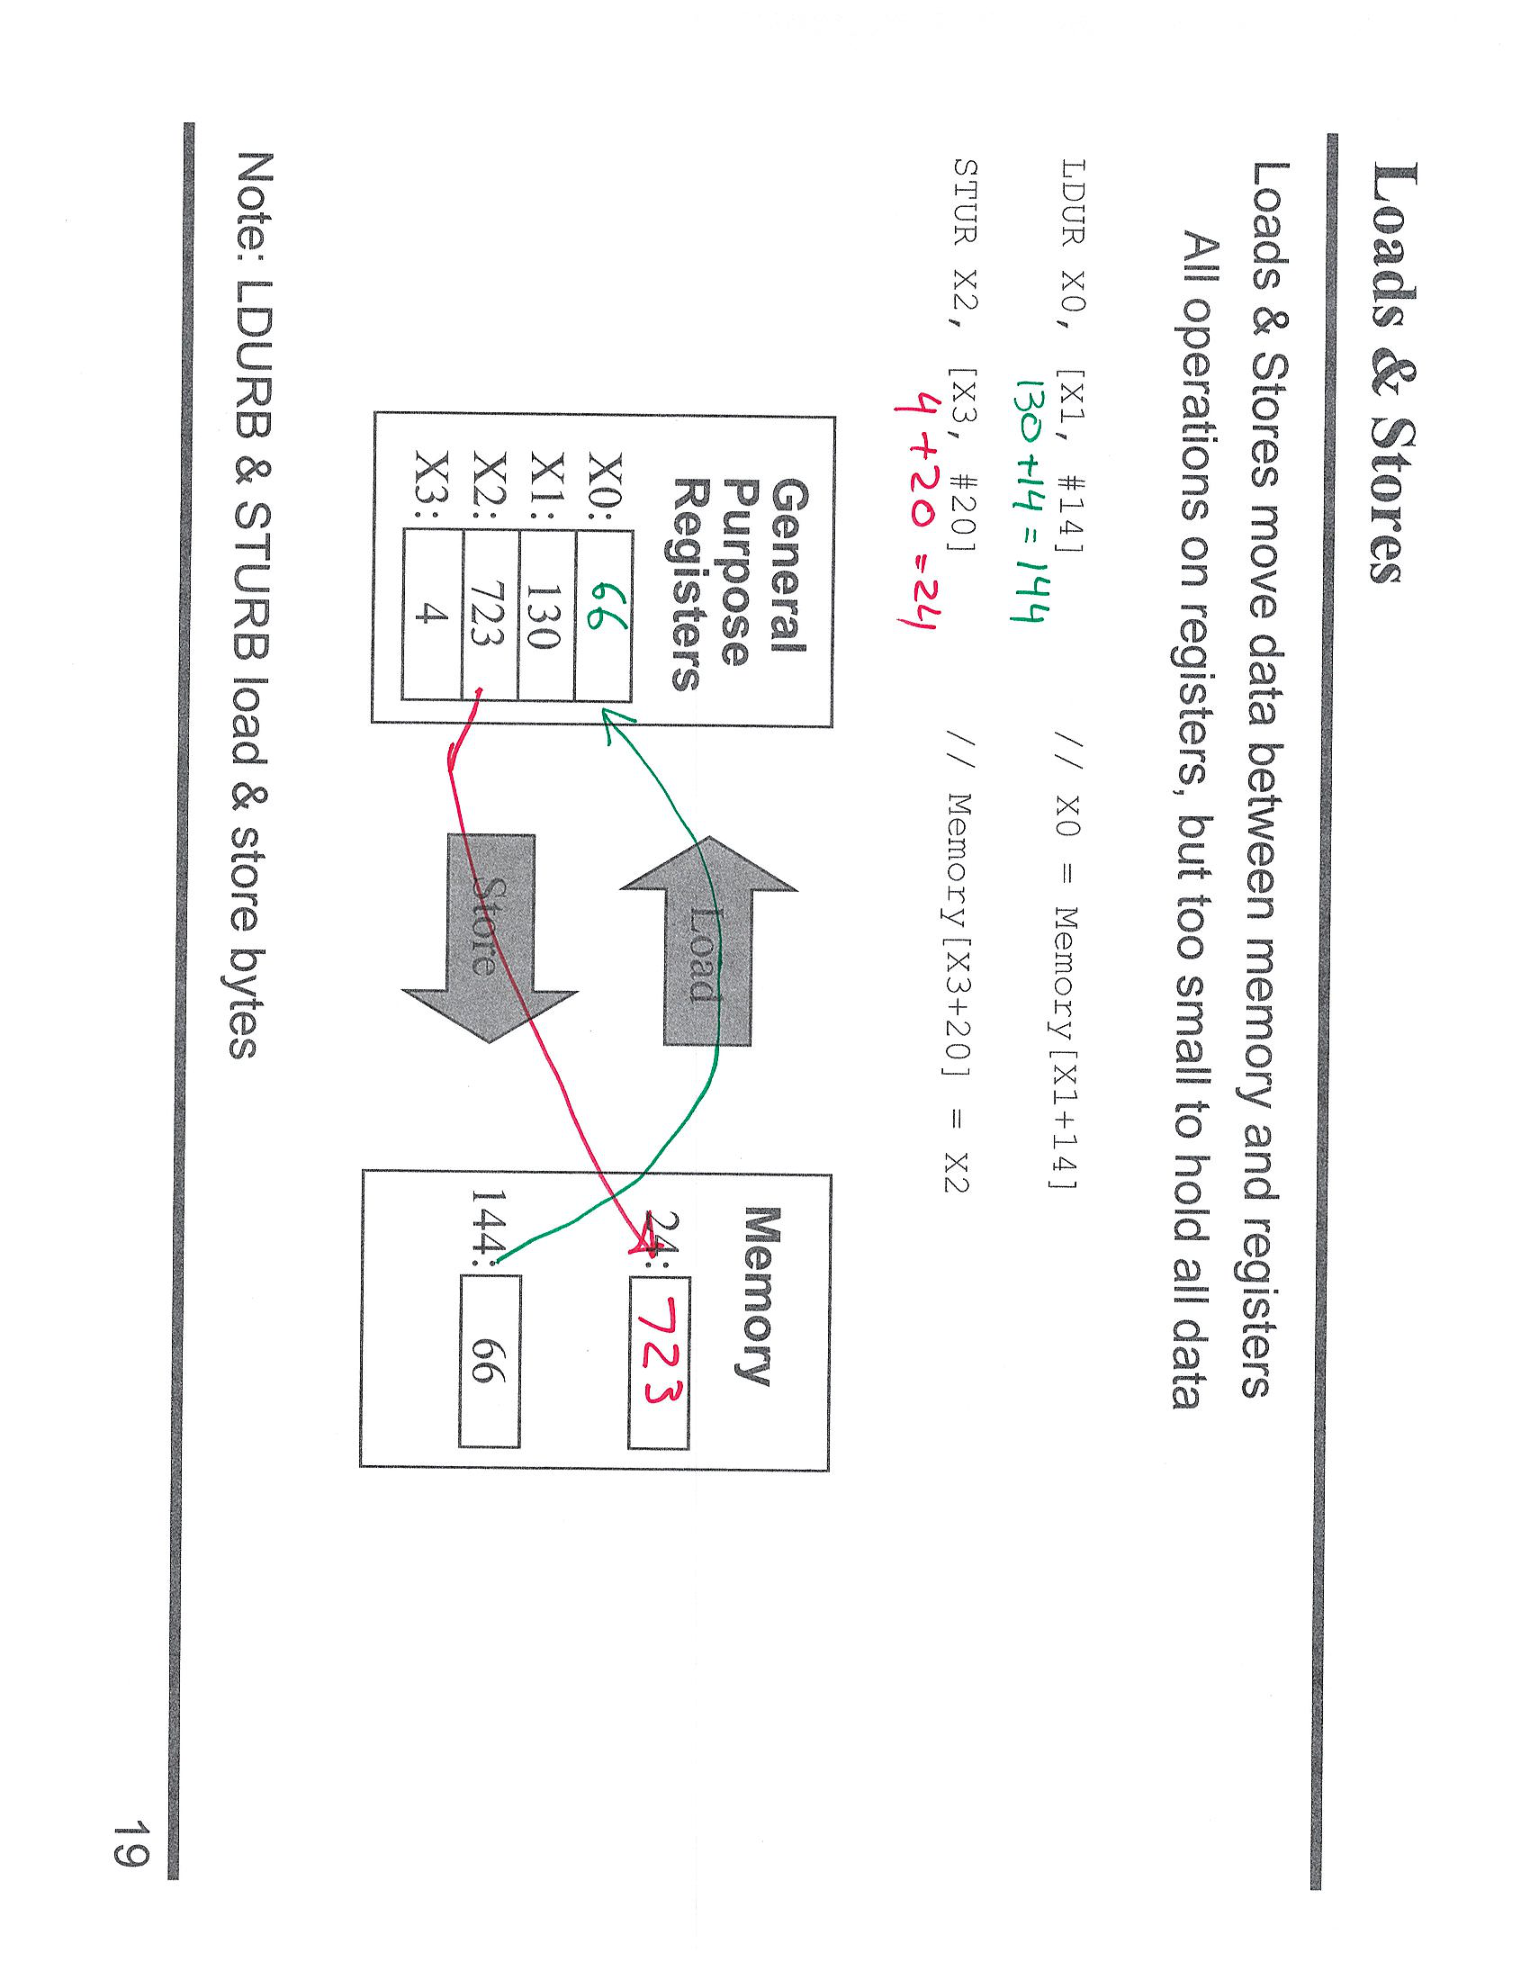 Loads & Stores
Loads & Stores move data between memory and registers
All operations on registers, but too small to hold all data
LDUR X0, [X1, #14] // X0 = Memory[X1+14]
130+14=144
STUR X2, [X3, #20] // Memory[X3+20] = X2
4+20=24
General
Purpose
Registers
X0: 66
X1: 130
X2: 723
X3: 4
Load
Store
Memory
24: 723
144: 66
Note: LDURB & STURB load & store bytes
19